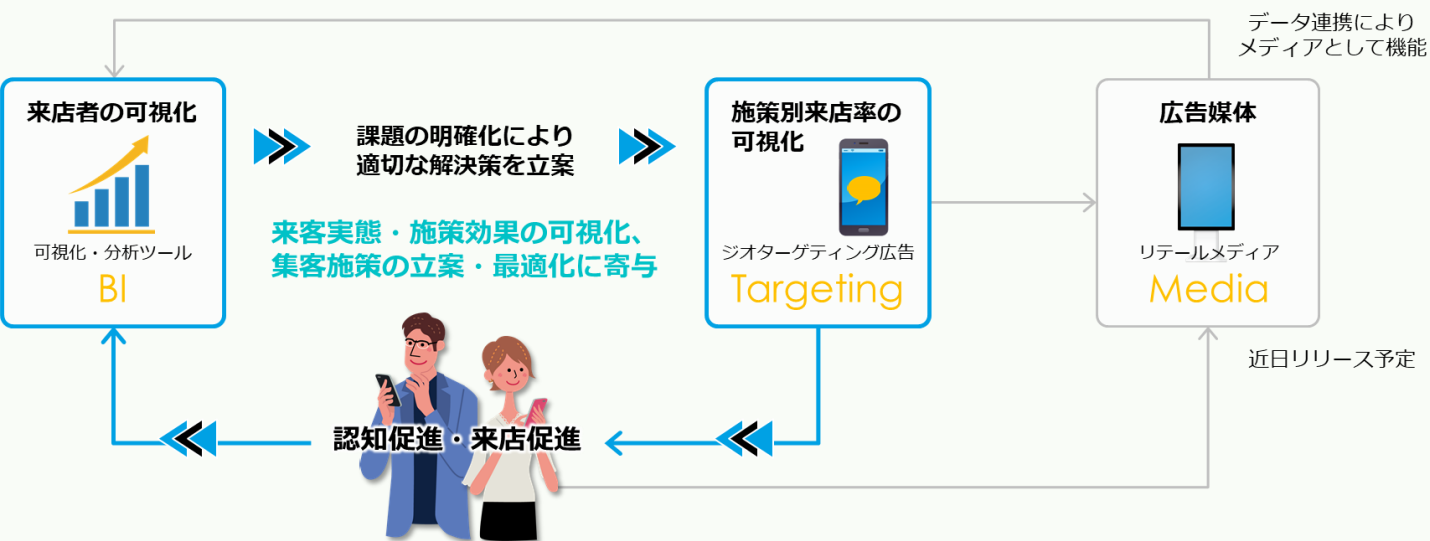 データ連携により
メディアとして機能
来店者の可視化
可視化・分析ツール
BI
課題の明確化により
適切な解決策を立案
来客実態・施策効果の可視化、
集客施策の立案・最適化に寄与
施策別来店率の
可視化
ジオターゲティング広告
Targeting
広告媒体
リテールメディア
Media
近日リリース予定
認知促進・来店促進